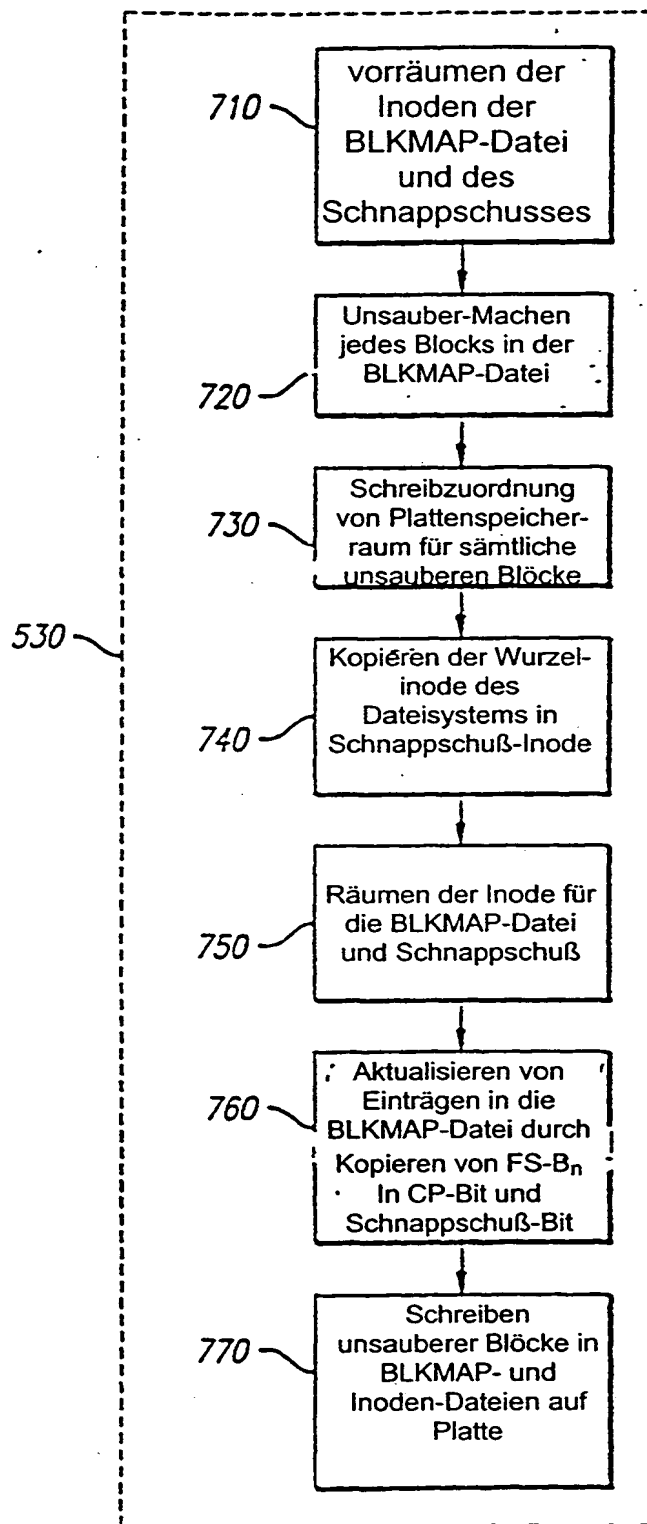 710
vorräumen der
Inoden der
BLKMAP-Datei
und des
Schnappschusses
720
Unsauber-Machen
jedes Blocks in der
BLKMAP-Datei
730
Schreibzuordnung
von Plattenspeicher-
raum für sämtliche
unsauberen Blöcke
530
740
Kopieren der Wurzel-
inode des
Dateisystems in
Schnappschuß-Inode
750
Räumen der Inode für
die BLKMAP-Datei
und Schnappschuß
760
Aktualisieren von
Einträgen in die
BLKMAP-Datei durch
Kopieren von FS-Bn
In CP-Bit und
Schnappschuß-Bit
770
Schreiben
unsauberer Blöcke in
BLKMAP- und
Inoden-Dateien auf
Platte